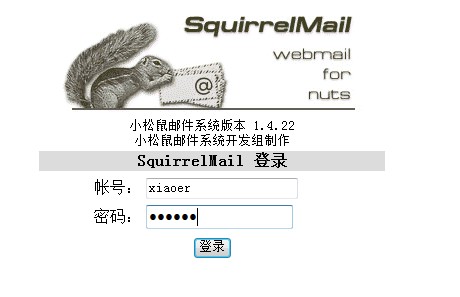 SquirrelMail
webmail
for
nuts
@
小松鼠邮件系统版本 1.4.22
小松鼠邮件系统开发组制作
SquirrelMail 登录
帐号： xiaoer
密码： ●●●●●●
登录